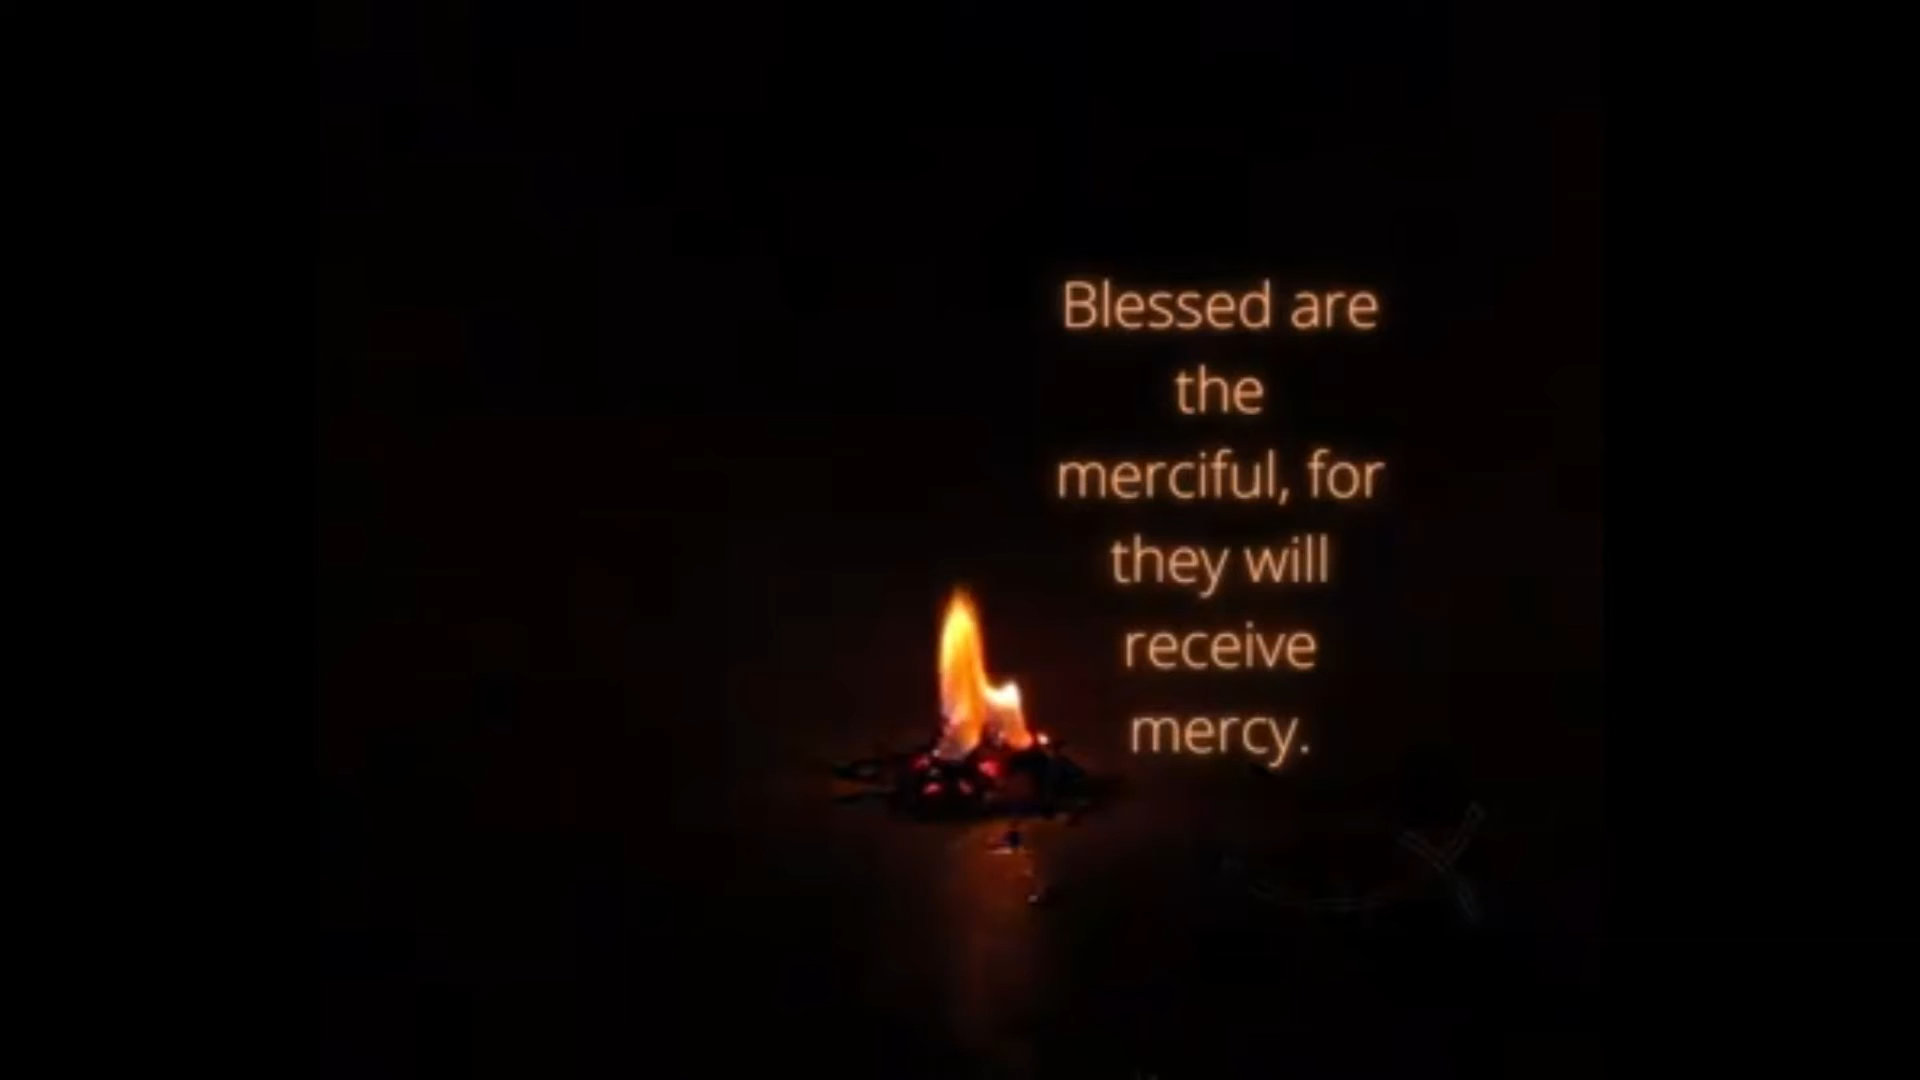 Blessed are
the
merciful, for
they will
receive
mercy.